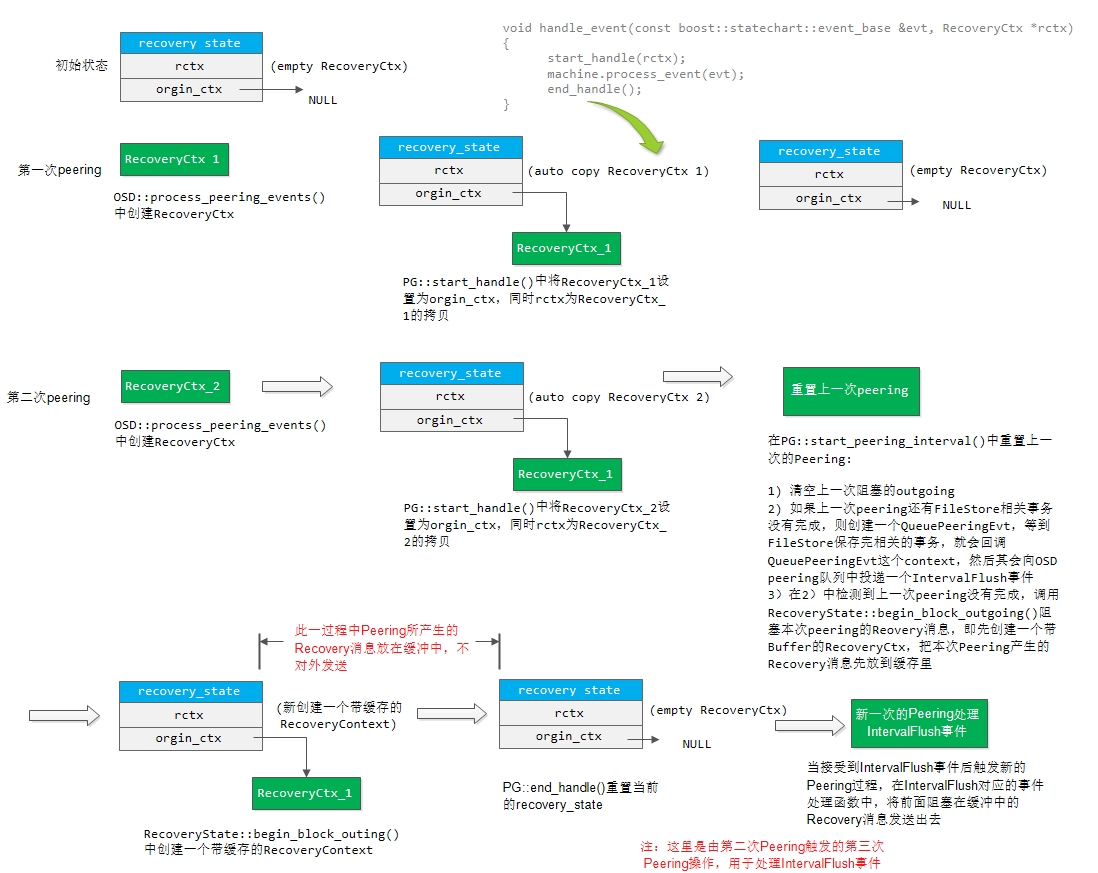 void handle_event(const boost::statechart::event_base &evt, RecoveryCtx *rctx)
{
start_handle(rctx);
machine.process_event(evt);
end_handle();
}
初始状态
recovery state
rctx
(empty RecoveryCtx)
orgin_ctx
NULL
第一次peering
RecoveryCtx 1
OSD::process_peering_events()
中创建RecoveryCtx
recovery_state
rctx
(auto copy RecoveryCtx 1)
orgin_ctx
RecoveryCtx_1
PG::start_handle()中将RecoveryCtx_1设
置为orgin_ctx, 同时rctx为RecoveryCtx_
1的拷贝
recovery_state
rctx
(empty RecoveryCtx)
orgin_ctx
NULL
第二次peering
RecoveryCtx_2
OSD::process_peering_events()
中创建RecoveryCtx
recovery_state
rctx
(auto copy RecoveryCtx 2)
orgin_ctx
RecoveryCtx_1
PG::start_handle()中将RecoveryCtx_2设
置为orgin_ctx, 同时rctx为RecoveryCtx_
2的拷贝
重置上一次peering
在PG::start_peering_interval()中重置上一
次的Peering:
1) 清空上一次阻塞的outgoing
2) 如果上一次peering还有FileStore相关事务
没有完成, 则创建一个QueuePeeringEvt, 等到
FileStore保存完相关的事务, 就会回调
QueuePeeringEvt这个context, 然后其会向OSD
peering队列中投递一个IntervalFlush事件
3) 在2) 中检测到上一次peering没有完成, 调用
RecoveryState::begin_block_outgoing()阻
塞本次peering的Reovery消息, 即先创建一个带
Buffer的RecoveryCtx, 把本次Peering产生的
Recovery消息先放到缓存里
此一过程中Peering所产生的
Recovery消息放在缓冲中, 不
对外发送
recovery_state
rctx
(新创建一个带缓存的
RecoveryContext)
orgin_ctx
RecoveryCtx_1
RecoveryState::begin_block_outing()
中创建一个带缓存的RecoveryContext
recovery state
rctx
(empty RecoveryCtx)
orgin_ctx
NULL
PG::end_handle()重置当前
的recovery_state
新一次的Peering处理
IntervalFlush事件
当接受到IntervalFlush事件后触发新的
Peering过程, 在IntervalFlush对应的事件
处理函数中, 将前面阻塞在缓冲中的
Recovery消息发送出去
注: 这里是由第二次Peering触发的第三次
Peering操作, 用于处理IntervalFlush事件